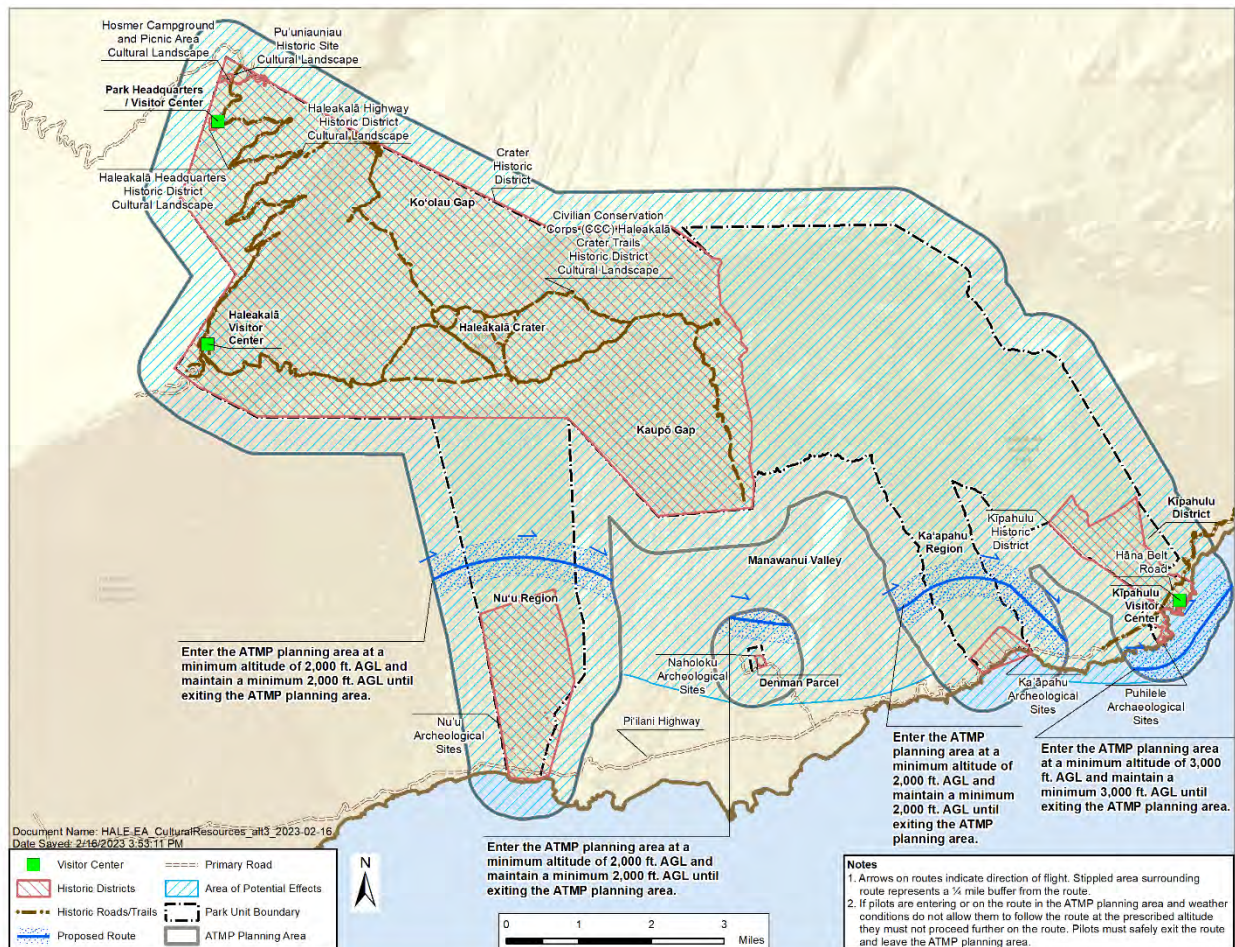 Hosmer Campground
and Picnic Area
Cultural Landscape
Pu'uniauniau
Historic Site
Cultural Landscape
Park Headquarters
/ Visitor Center
Haleakalā Highway
Historic District
Cultural Landscape
Haleakalā Headquarters
Historic District
Cultural Landscape
Crater
Historic
District
Ko'olau Gap
Civilian Conservation
Corps (CCC) Haleakalā
Crater Trails
Historic District
Cultural Landscape
Haleakalā
Visitor
Center
Haleakalā Crater
Kaupō Gap
Kīpahulu
District
Kīpahulu
Historic
District
Ka'apahu
Region
Hāna Belt
Road
Manawanui Valley
Kīpahulu
Visitor
Center
Nu'u Region
Enter the ATMP planning area at a
minimum altitude of 2,000 ft. AGL and
maintain a minimum 2,000 ft. AGL until
exiting the ATMP planning area.
Naholoku
Archeological
Sites
Denman Parcel
Ka'āpahu
Archeological
Sites
Puhilele
Archaeological
Sites
Nu'u
Archeological
Sites
Pi'ilani Highway
Enter the ATMP
planning area at a
minimum altitude of
2,000 ft. AGL and
maintain a minimum
2,000 ft. AGL until
exiting the ATMP
planning area.
Enter the ATMP planning area
at a minimum altitude of 3,000
ft. AGL and maintain a
minimum 3,000 ft. AGL until
exiting the ATMP planning area.
Enter the ATMP planning area at a
minimum altitude of 2,000 ft. AGL and
maintain a minimum 2,000 ft. AGL until
exiting the ATMP planning area.
Document Name: HALE_EA_CulturalResources_alt3_2023-02-16
Date Saved: 2/16/2023 3:53:11 PM
Visitor Center
Historic Districts
Historic Roads/Trails
Proposed Route
Primary Road
Area of Potential Effects
Park Unit Boundary
ATMP Planning Area
N
0 1 2 3
Miles
Notes
1. Arrows on routes indicate direction of flight. Stippled area surrounding
route represents a ¼ mile buffer from the route.
2. If pilots are entering or on the route in the ATMP planning area and weather
conditions do not allow them to follow the route at the prescribed altitude
they must not proceed further on the route. Pilots must safely exit the route
and leave the ATMP planning area.